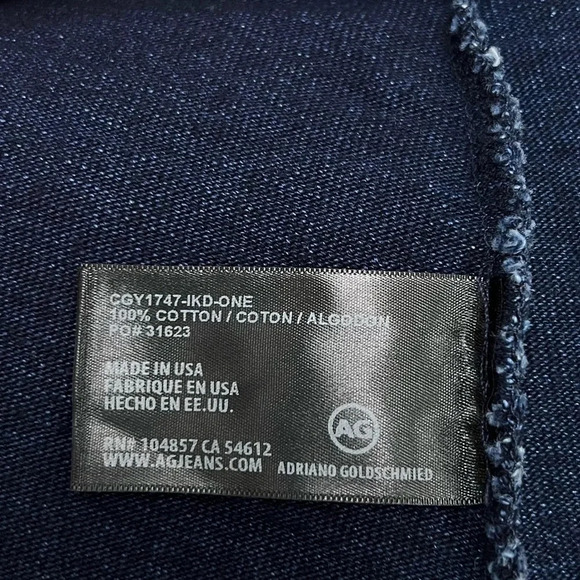 CGY1747-IKD-ONE
100% COTTON / COTON / ALGODON
PO# 31623
MADE IN USA
FABRIQUE EN USA
HECHO EN EE.UU.
RN# 104857 CA 54612
WWW.AGJEANS.COM
AG
ADRIANO GOLDSCHMIED